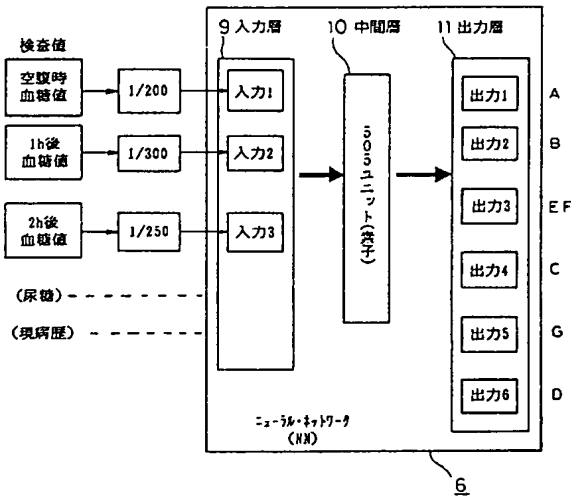 検査値
9 入力層
10 中間層
11 出力層
空腹時
血糖値
1/200
入力1
出力1
A
1h後
血糖値
1/300
入力2
出力2
B
2h後
血糖値
1/250
入力3
出力3
EF
ユニット(素子)
出力4
C
(尿糖)
(現病歴)
出力5
G
出力6
D
ニューラル・ネットワーク
(NN)
6